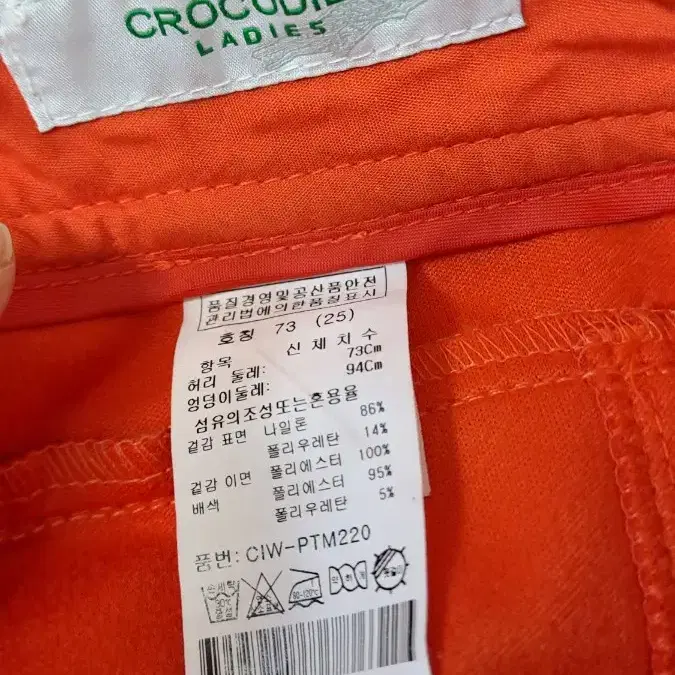 CROCODILE
LADIES
품질경영및공산품안전
관리법에의한품질표시
호칭 73 (25)
항목 신체치수
허리 둘레: 73Cm
엉덩이둘레: 94Cm
섬유의조성또는혼용율
겉감 표면 나일론 86%
폴리우레탄 14%
겉감 이면 폴리에스터 100%
배색 폴리에스터 95%
폴리우레탄 5%
품번: CIW-PTM220
80-120℃